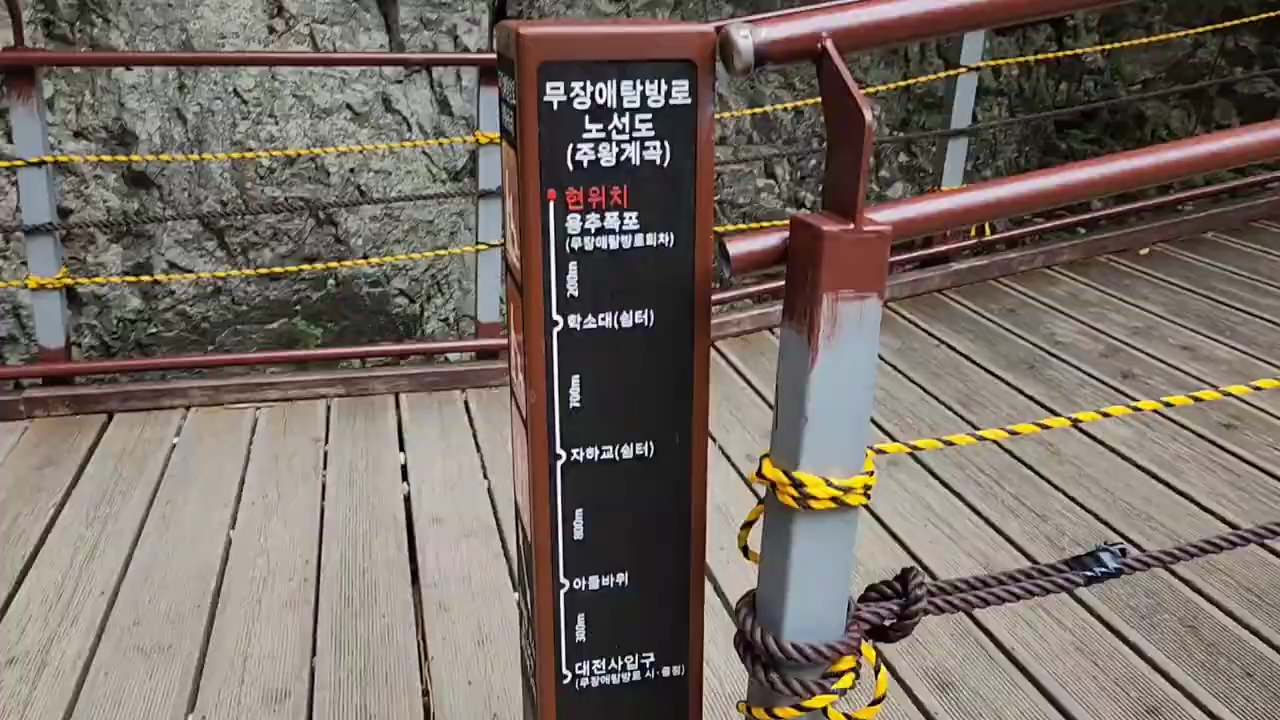 무장애탐방로
노선도
(주왕계곡)
현위치
용추폭포
(무장애탐방로회차)
200m
학소대(쉼터)
700m
자하교(쉼터)
800m
아들바위
300m
대전사입구
(무장애탐방로 시·종점)